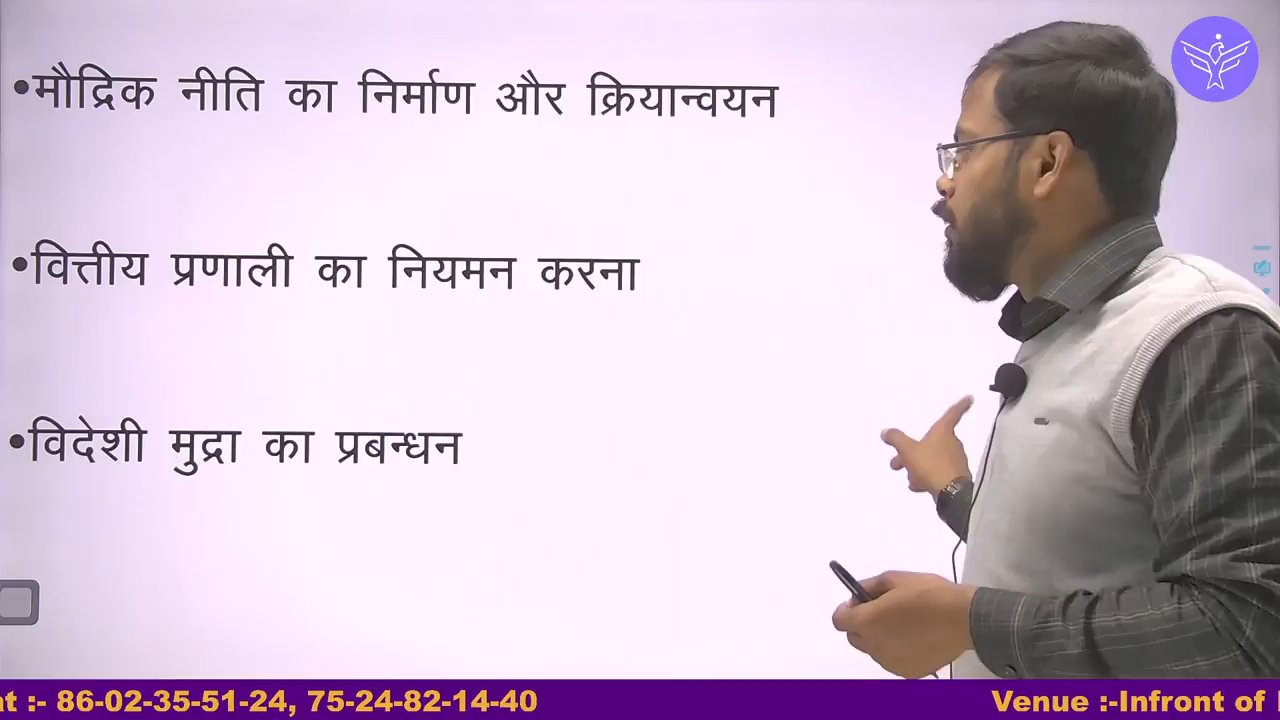 •मौद्रिक नीति का निर्माण और क्रियान्वयन
•वित्तीय प्रणाली का नियमन करना
•विदेशी मुद्रा का प्रबन्धन
:- 86-02-35-51-24, 75-24-82-14-40 Venue :-Infront of